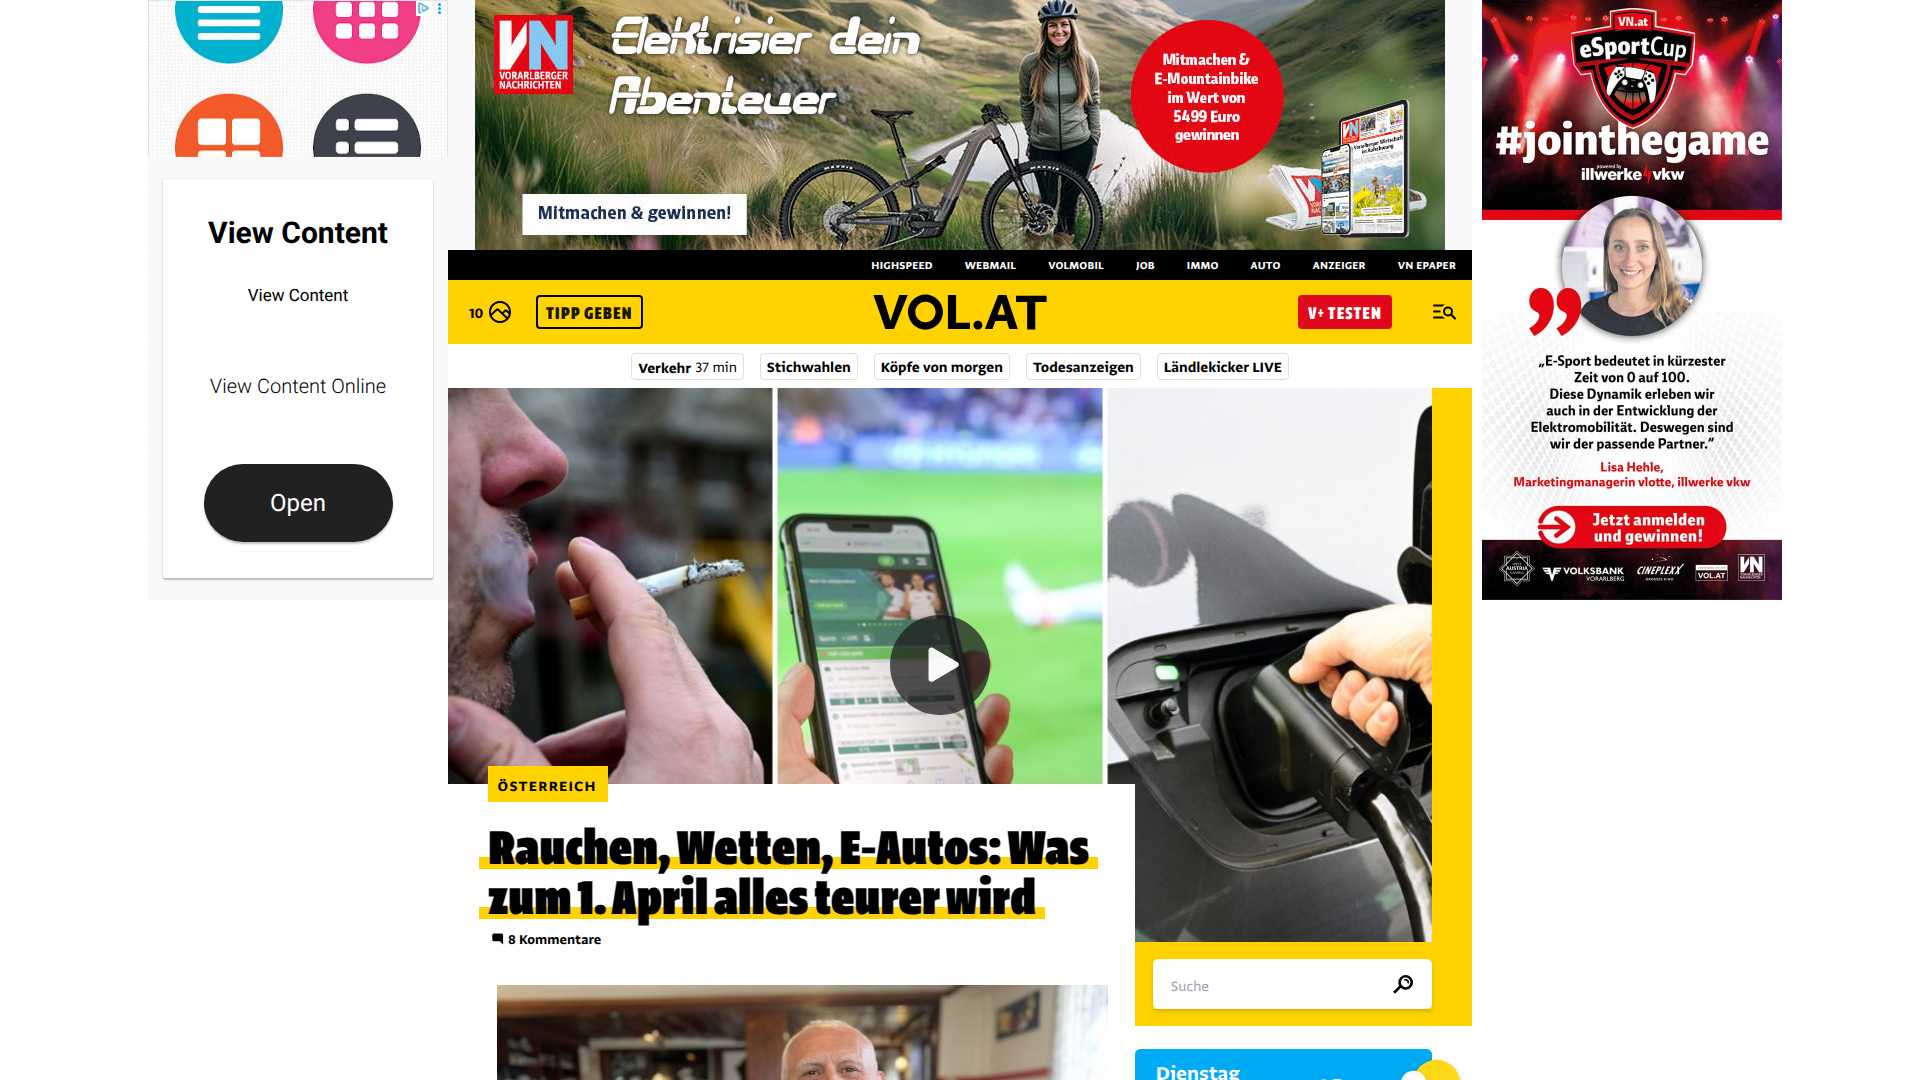 View Content
View Content
View Content Online
Open
VN
VORARLBERGER
NACHRICHTEN
Elektrisier dein
Abenteuer
Mitmachen & gewinnen!
Mitmachen &
E-Mountainbike
im Wert von
5499 Euro
gewinnen
HIGHSPEED WEBMAIL VOLMOBIL JOB IMMO AUTO ANZEIGER VN EPAPER
10 TIPP GEBEN VOL.AT V+ TESTEN
Verkehr 37 min Stichwahlen Köpfe von morgen Todesanzeigen Ländlekicker LIVE
ÖSTERREICH
Rauchen, Wetten, E-Autos: Was
zum 1. April alles teurer wird
8 Kommentare
Suche
Dienstag
VN.at
eSportCup
#jointhegame
powered by
illwerke vkw
„E-Sport bedeutet in kürzester
Zeit von 0 auf 100.
Diese Dynamik erleben wir
auch in der Entwicklung der
Elektromobilität. Deswegen sind
wir der passende Partner.“
Lisa Hehle,
Marketingmanagerin vlotte, illwerke vkw
Jetzt anmelden
und gewinnen!
VOLKSBANK
VORARLBERG
CINEPLEXX
VOL.AT
VN